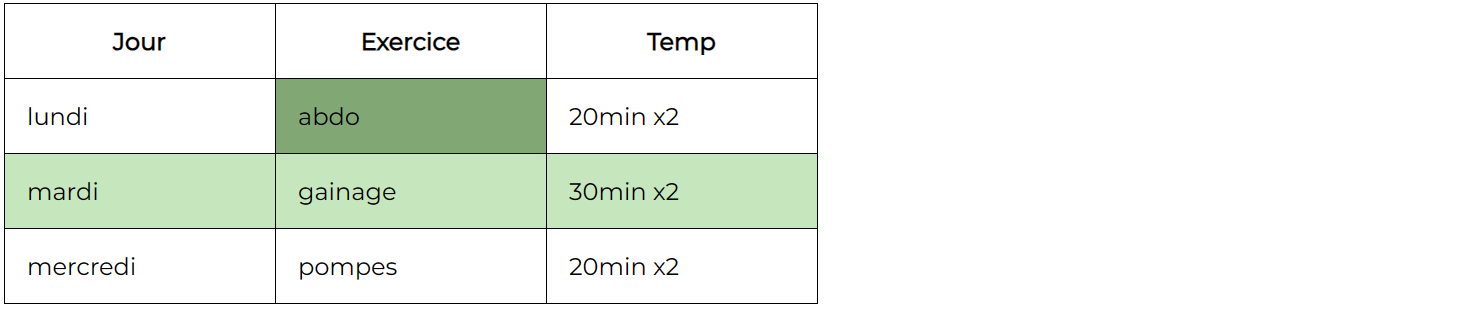 Jour Exercice Temp
lundi abdo 20min x2
mardi gainage 30min x2
mercredi pompes 20min x2